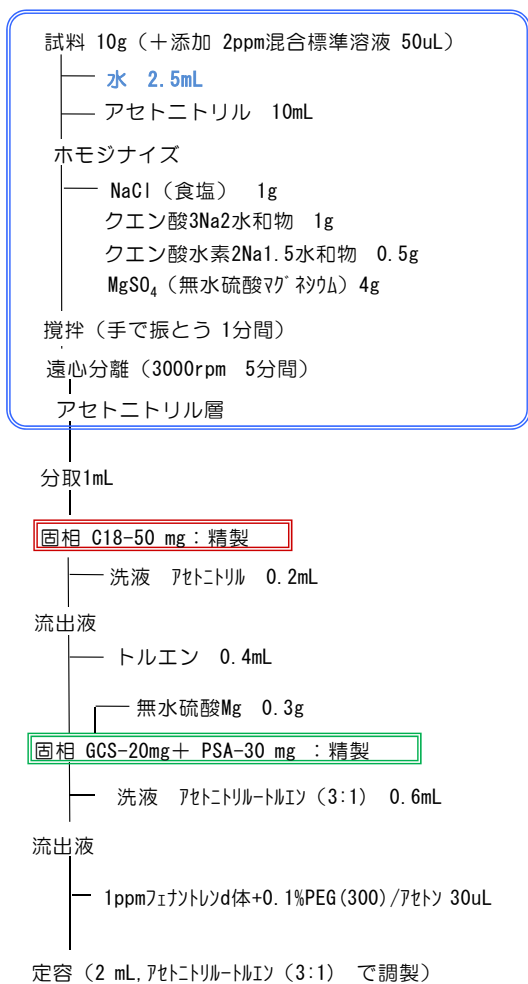 試料 10g（＋添加 2ppm混合標準溶液 50uL）
水 2.5mL
アセトニトリル 10mL
ホモジナイズ
NaCl（食塩） 1g
クエン酸3Na2水和物 1g
クエン酸水素2Na1.5水和物 0.5g
MgSO₄（無水硫酸ﾏｸﾞﾈｼｳﾑ）4g
撹拌（手で振とう 1分間）
遠心分離（3000rpm 5分間）
アセトニトリル層
分取1mL
固相 C18-50 mg：精製
洗液 ｱｾﾄﾆﾄﾘﾙ 0.2mL
流出液
トルエン 0.4mL
無水硫酸Mg 0.3g
固相 GCS-20mg＋ PSA-30 mg ：精製
洗液 ｱｾﾄﾆﾄﾘﾙｰﾄﾙｴﾝ（3:1） 0.6mL
流出液
1ppmﾌｪﾅﾝﾄﾚﾝd体+0.1%PEG(300)/ｱｾﾄﾝ 30uL
定容（2 mL,ｱｾﾄﾆﾄﾘﾙｰﾄﾙｴﾝ（3:1） で調製）